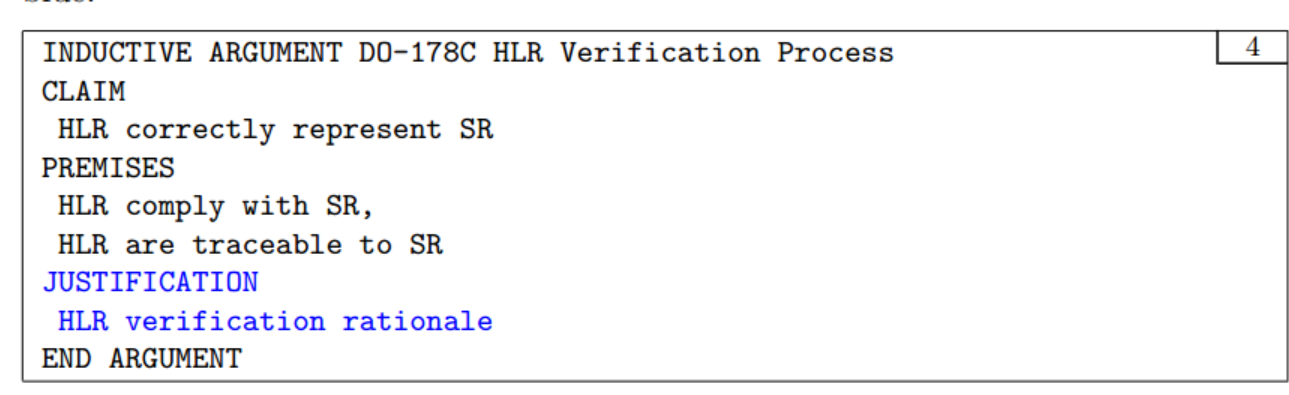 INDUCTIVE ARGUMENT DO-178C HLR Verification Process
4
CLAIM
HLR correctly represent SR
PREMISES
HLR comply with SR,
HLR are traceable to SR
JUSTIFICATION
HLR verification rationale
END ARGUMENT